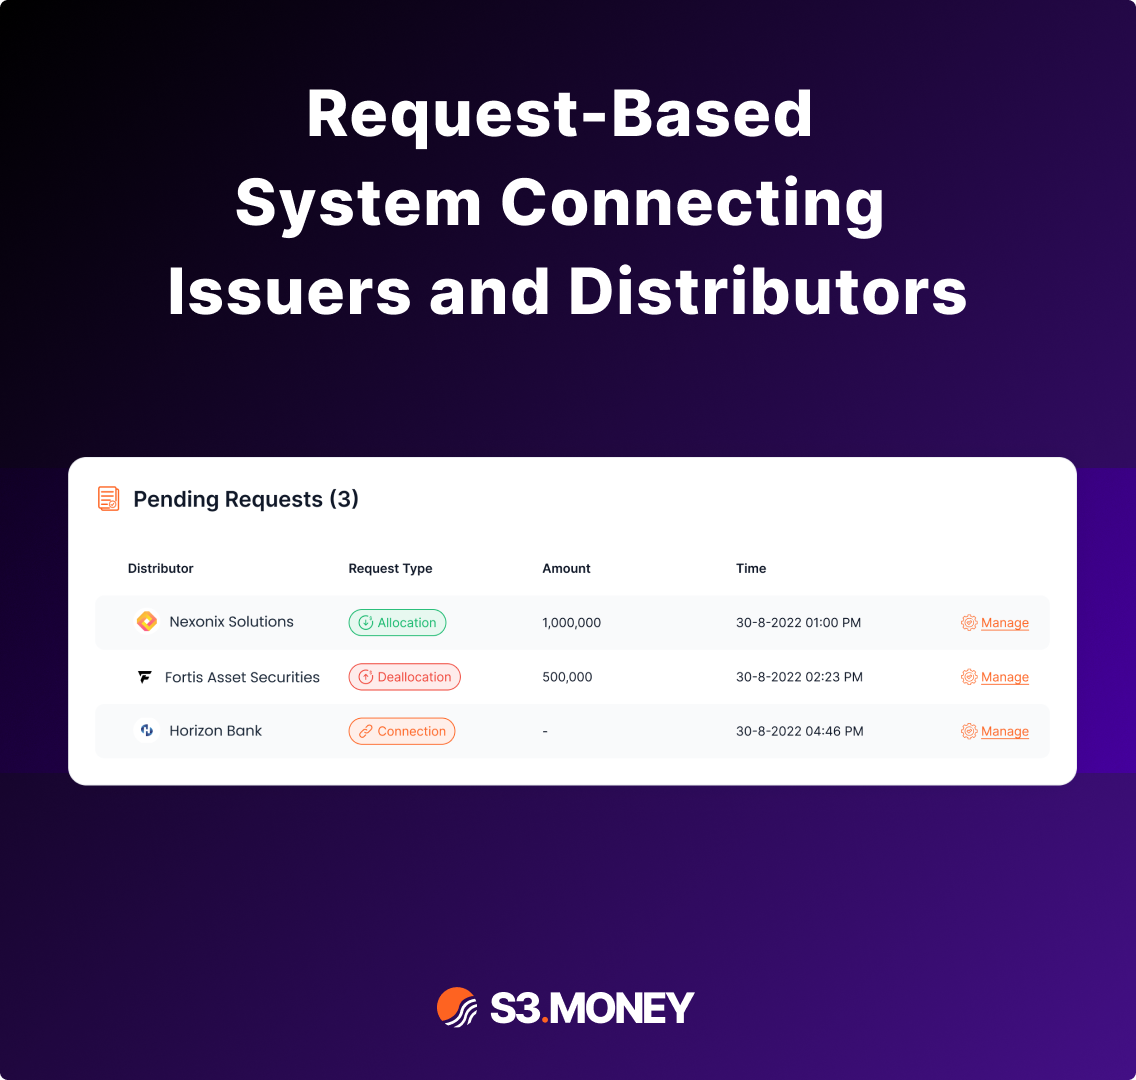 Request-Based
System Connecting
Issuers and Distributors
Pending Requests (3)
Distributor Request Type Amount Time
Nexonix Solutions Allocation 1,000,000 30-8-2022 01:00 PM Manage
Fortis Asset Securities Deallocation 500,000 30-8-2022 02:23 PM Manage
Horizon Bank Connection - 30-8-2022 04:46 PM Manage
S3.MONEY